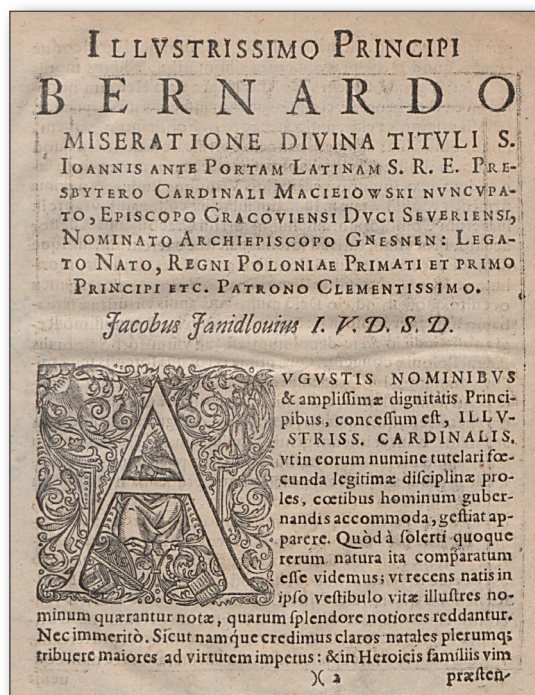 ILLVSTRISSIMO PRINCIPI
BERNARDO
MISERATIONE DIVINA TITVLI S.
IOANNIS ANTE PORTAM LATINAM S. R. E. PRE-
SBYTERO CARDINALI MACIEIOWSKI NVNCVPA-
TO, EPISCOPO CRACOVIENSI DVCI SEVERIENSI,
NOMINATO ARCHIEPISCOPO GNESNEN: LEGA-
TO NATO, REGNI POLONIAE PRIMATI ET PRIMO
PRINCIPI ETC. PATRONO CLEMENTISSIMO.
Jacobus Janidlouius I. V. D. S. D.
AVGVSTIS NOMINIBVS
& ampliſſimæ dignitatis Princi-
pibus, conceſſum eſt, ILLV-
STRISS. CARDINALIS.
vt in eorum numine tutelari fœ-
cunda legitimæ diſciplinæ pro-
les, cœtibus hominum guber-
nandis accommoda, geſtiat ap-
parere. Quòd à ſolerti quoque
rerum natura ita comparatum
eſſe videmus; vt recens natis in
ipſo veſtibulo vitæ illuſtres no-
minum quærantur notæ, quarum ſplendore notiores reddantur.
Nec immeritò. Sicut namque credimus claros natales plerumq;
tribuere maiores ad virtutem impetus: & in Heroicis familiis vim
)( 2 præſten-